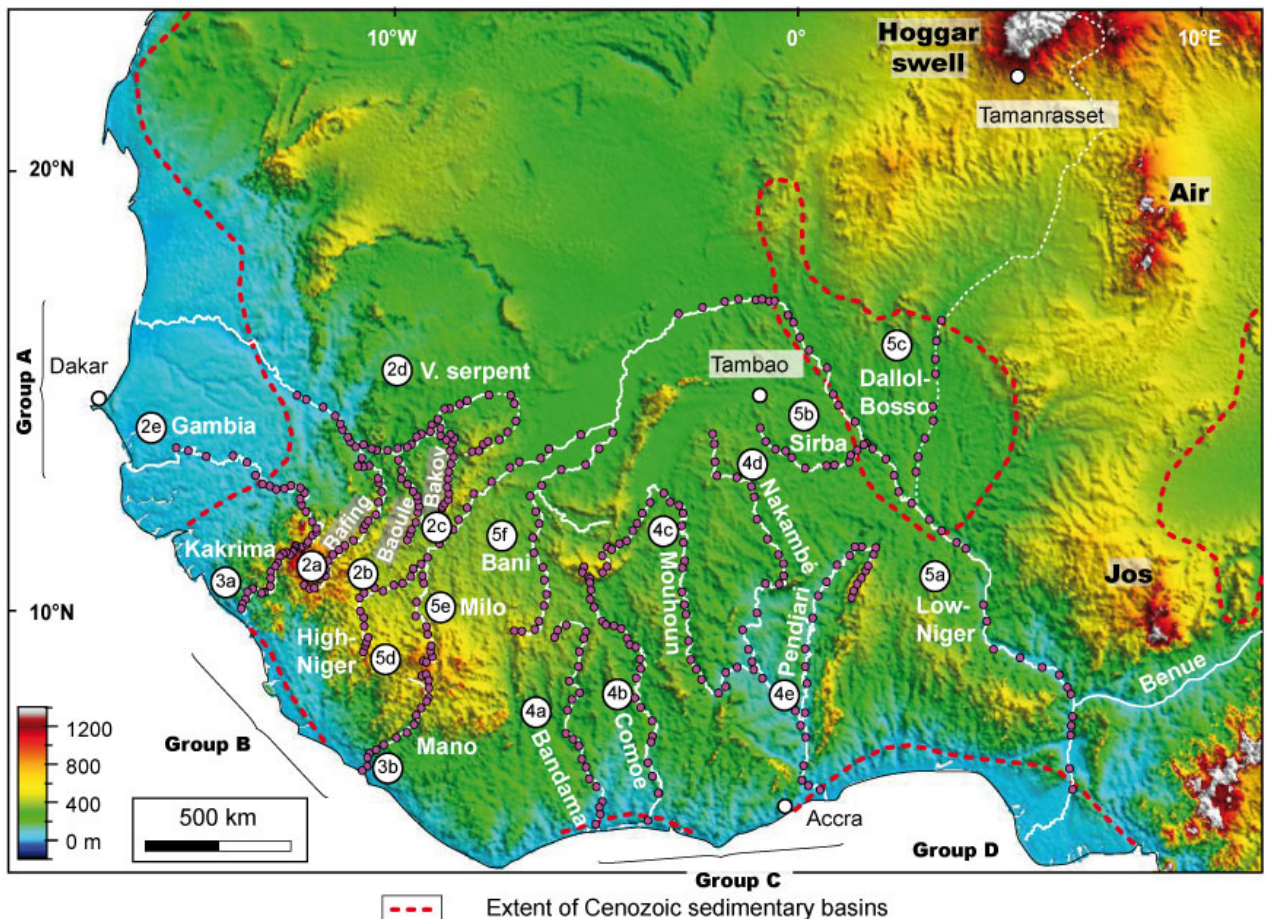 10°W
0°
10°E
Hoggar
swell
Tamanrasset
20°N
Air
Group A
Dakar
2d
V. serpent
Tambao
5c
Dallol-
Bosso
2e
Gambia
5b
Sirba
4d
Nakambé
Bafing
Baoule
Bakoy
2c
5f
Bani
4c
Mouhoun
Kakrima
3a
2a
2b
5a
Low-
Niger
Jos
10°N
5e
Milo
Pendjari
High-
Niger
5d
4a
Bandama
4b
Comoe
4e
Benue
1200
800
400
0 m
Group B
Mano
3b
500 km
Accra
Group D
Group C
Extent of Cenozoic sedimentary basins